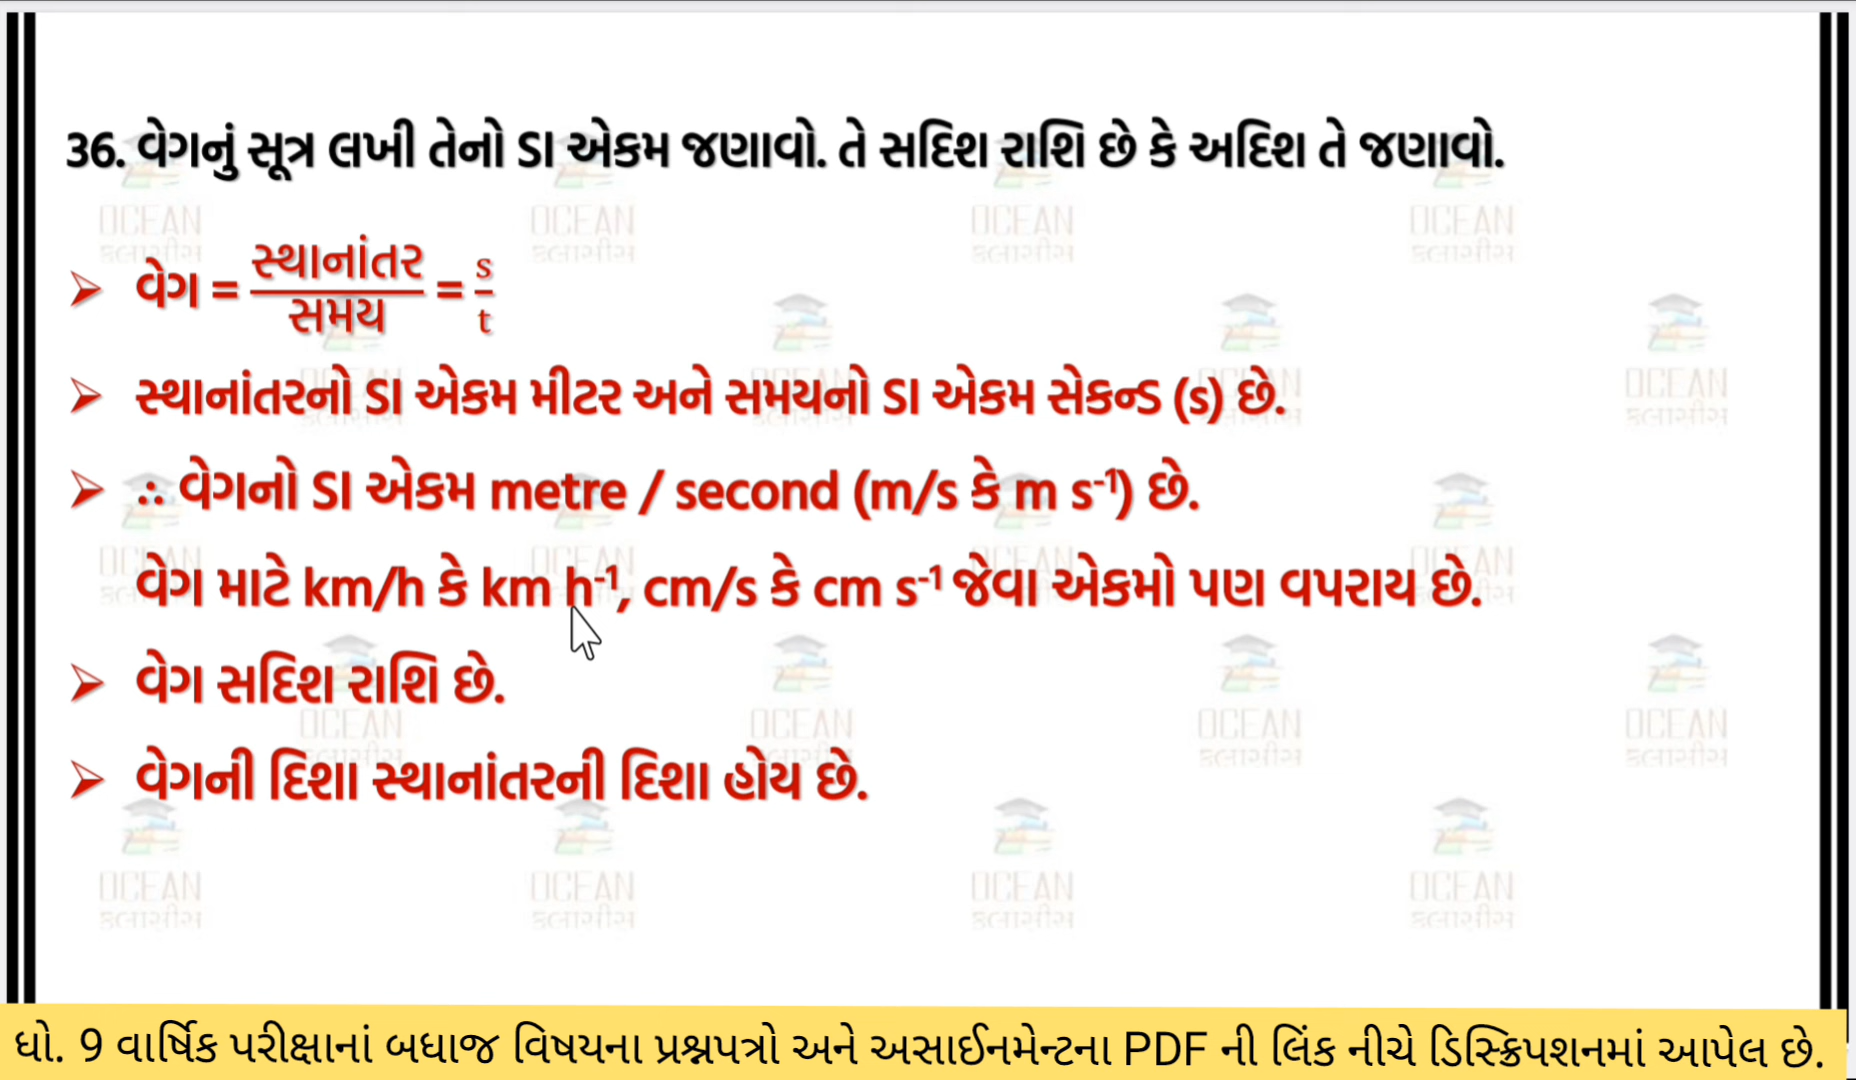 36. વેગનું સૂત્ર લખી તેનો SI એકમ જણાવો. તે સદિશ રાશિ છે કે અદિશ તે જણાવો.
➢ વેગ = સ્થાનાંતર / સમય = s / t
➢ સ્થાનાંતરનો SI એકમ મીટર અને સમયનો SI એકમ સેકન્ડ (s) છે.
➢ ∴ વેગનો SI એકમ metre / second (m/s કે m s⁻¹) છે.
વેગ માટે km/h કે km h⁻¹, cm/s કે cm s⁻¹ જેવા એકમો પણ વપરાય છે.
➢ વેગ સદિશ રાશિ છે.
➢ વેગની દિશા સ્થાનાંતરની દિશા હોય છે.
OCEAN
કલાસીસ
ધો. 9 વાર્ષિક પરીક્ષાનાં બધાજ વિષયના પ્રશ્નપત્રો અને અસાઈનમેન્ટના PDF ની લિંક નીચે ડિસ્ક્રિપશનમાં આપેલ છે.